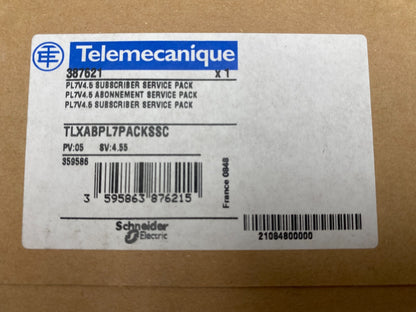 Telemecanique
387621 x 1
PL7V4.5 SUBSCRIBER SERVICE PACK
PL7V4.5 ABONNEMENT SERVICE PACK
PL7V4.5 SUBSCRIBER SERVICE PACK
TLXABPL7PACKSSC
PV:05 SV:4.55
359586
3 595863 876215
France 0848
Schneider
Electric
21084800000